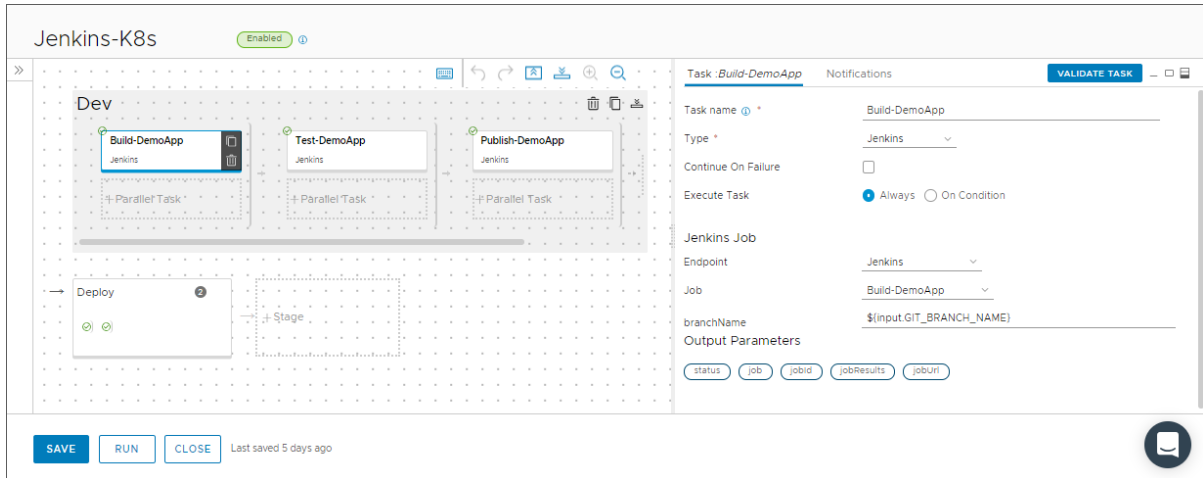 Jenkins-K8s
Enabled
Dev
Build-DemoApp
Jenkins
+ Parallel Task
Test-DemoApp
Jenkins
+ Parallel Task
Publish-DemoApp
Jenkins
+ Parallel Task
Deploy
2
+ Stage
Task :Build-DemoApp
Notifications
VALIDATE TASK
Task name *
Build-DemoApp
Type *
Jenkins
Continue On Failure
Execute Task
Always
On Condition
Jenkins Job
Endpoint
Jenkins
Job
Build-DemoApp
branchName
${input.GIT_BRANCH_NAME}
Output Parameters
status
job
jobId
jobResults
jobUrl
SAVE
RUN
CLOSE
Last saved 5 days ago